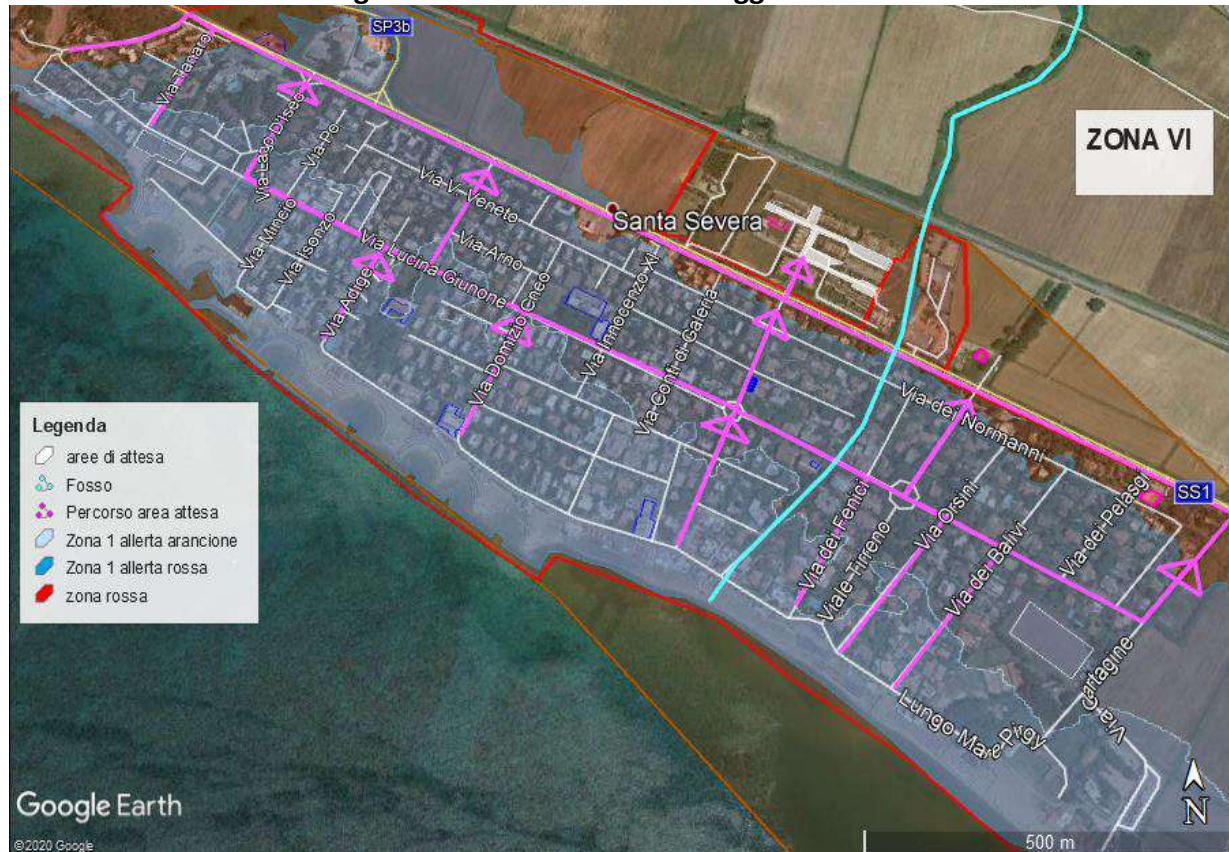 SP3b
ZONA VI
Via Tanaro
Via Lago D'iseo
Via Po
Via V. Veneto
Santa Severa
Via Mincio
Via Isonzo
Via Lucina Giunone
Via Arno
Via Adige
Via Domizio Cneo
Via Innocenzo XI
Via Conti di Galeria
Via dei Normanni
SS1
Via dei Fenici
Viale Tirreno
Via Orsini
Via dei Balivi
Via dei Pelasgi
Via Cartagine
Lungo Mare Pirgy
Legenda
aree di attesa
Fosso
Percorso area attesa
Zona 1 allerta arancione
Zona 1 allerta rossa
zona rossa
Google Earth
©2020 Google
N
500 m